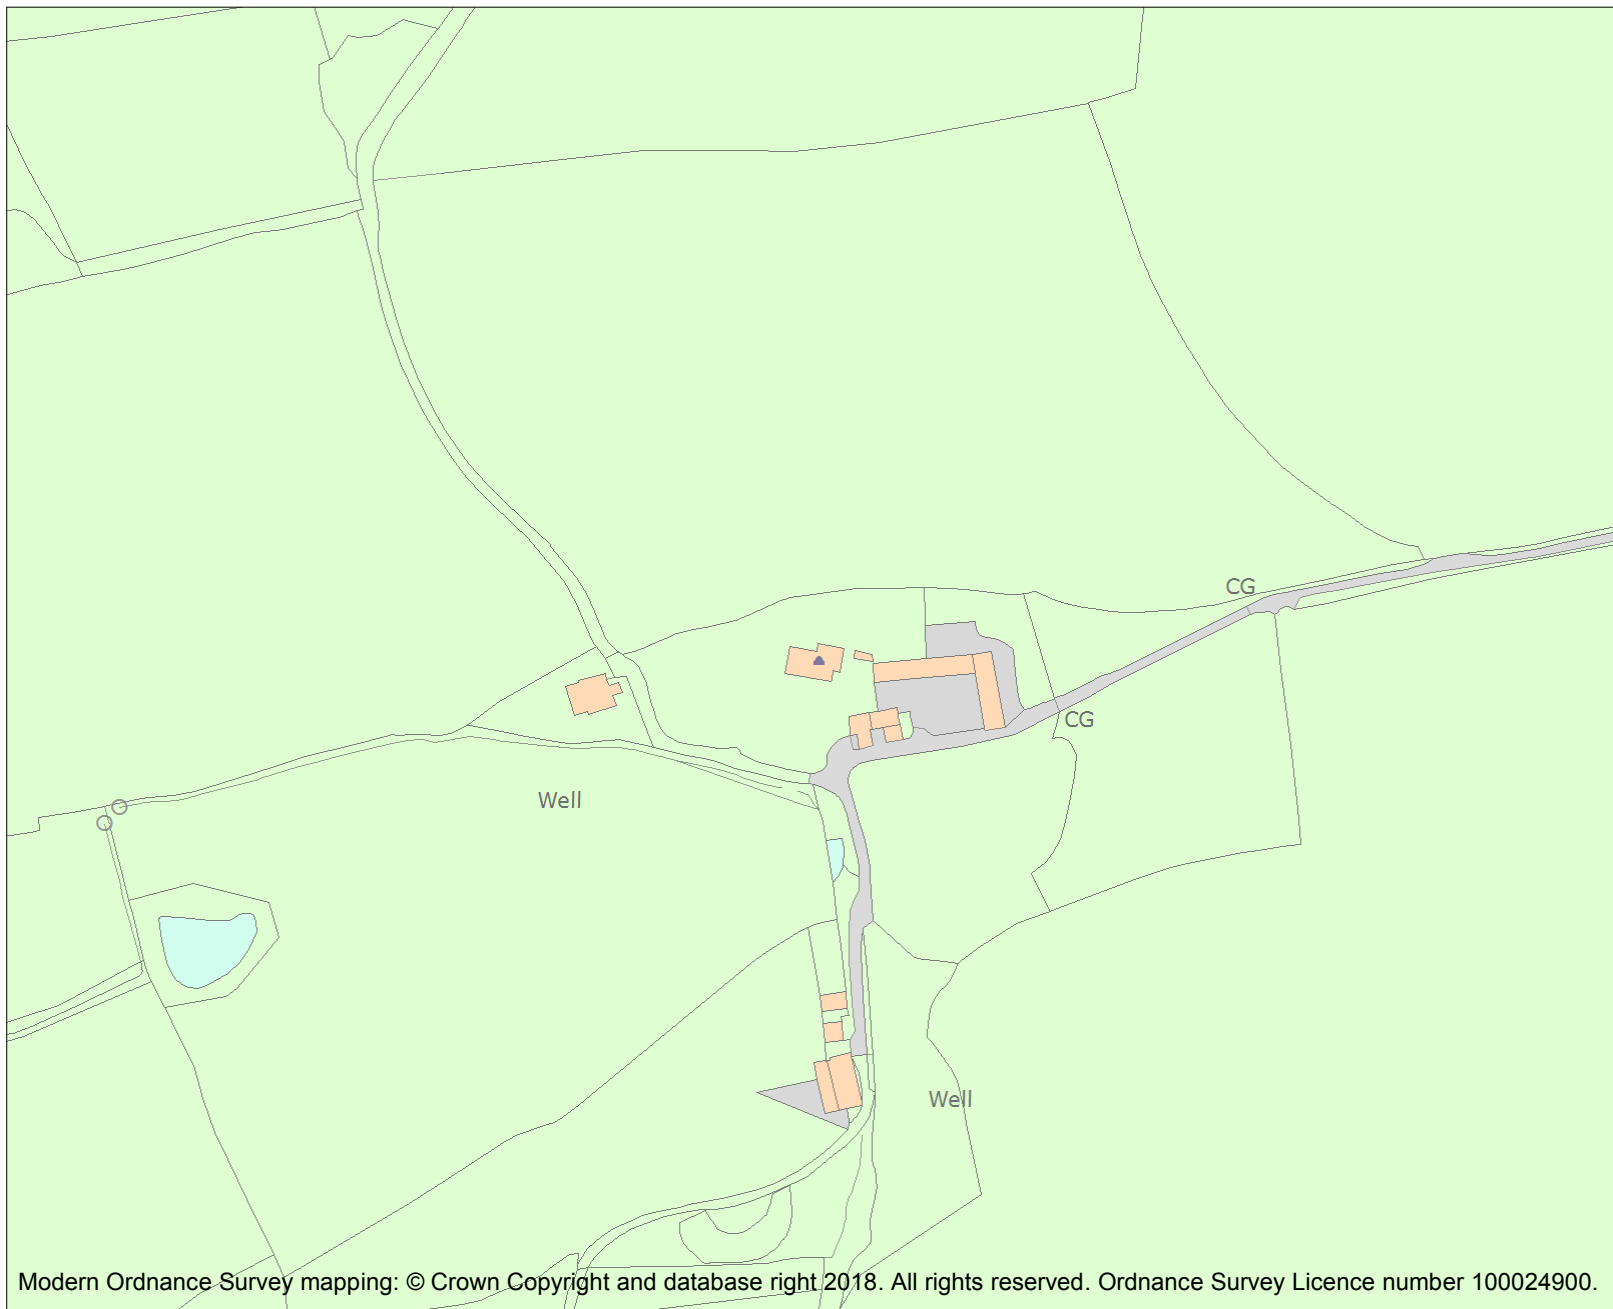 CG
CG
Well
Well
Modern Ordnance Survey mapping: © Crown Copyright and database right 2018. All rights reserved. Ordnance Survey Licence number 100024900.